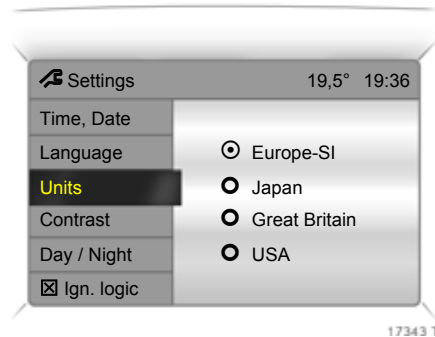 Settings 19,5° 19:36
Time, Date
Language
Units
Contrast
Day / Night
Ign. logic
Europe-SI
Japan
Great Britain
USA
17343 T